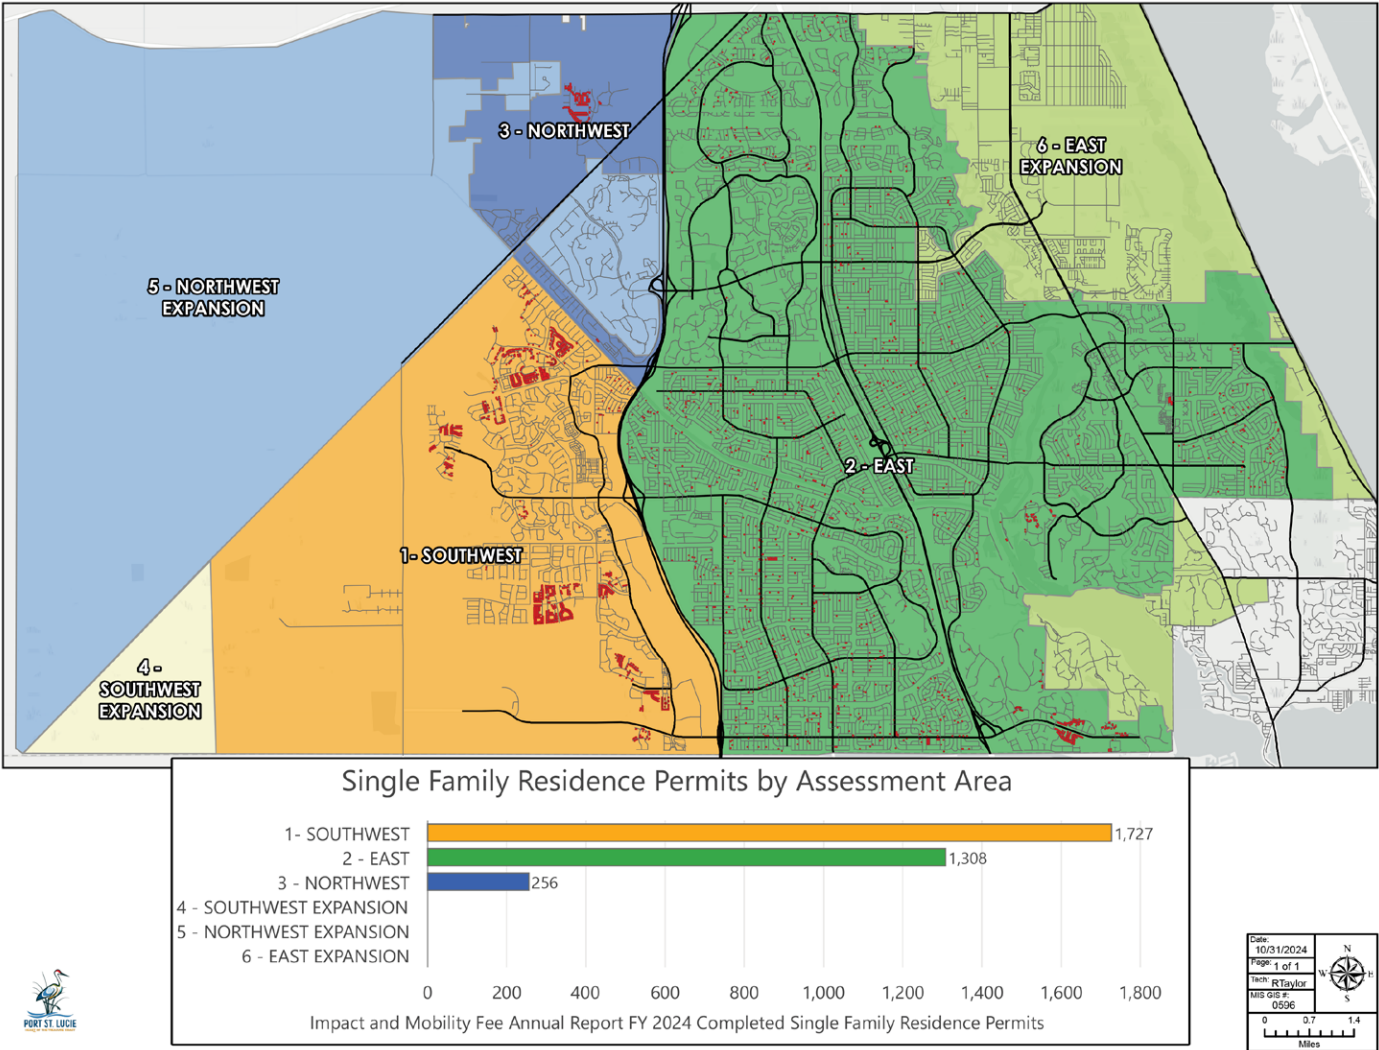 3 - NORTHWEST
6 - EAST
EXPANSION
5 - NORTHWEST
EXPANSION
2 - EAST
1- SOUTHWEST
4 -
SOUTHWEST
EXPANSION
Single Family Residence Permits by Assessment Area
1- SOUTHWEST
1,727
2 - EAST
1,308
3 - NORTHWEST
256
4 - SOUTHWEST EXPANSION
5 - NORTHWEST EXPANSION
6 - EAST EXPANSION
0 200 400 600 800 1,000 1,200 1,400 1,600 1,800
Impact and Mobility Fee Annual Report FY 2024 Completed Single Family Residence Permits
PORT ST. LUCIE
Date:
10/31/2024
Page: 1 of 1
Tech: RTaylor
MIS GIS #:
0596
N
W E
S
0 0.7 1.4
Miles